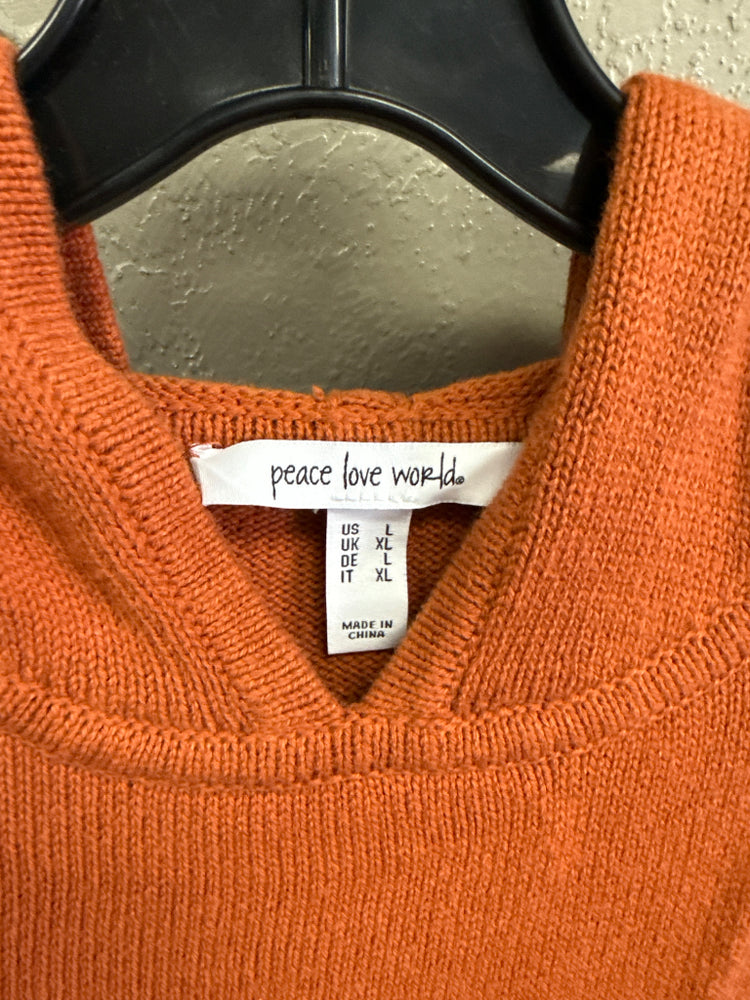 peace love world®
US L
UK XL
DE L
IT XL
MADE IN
CHINA